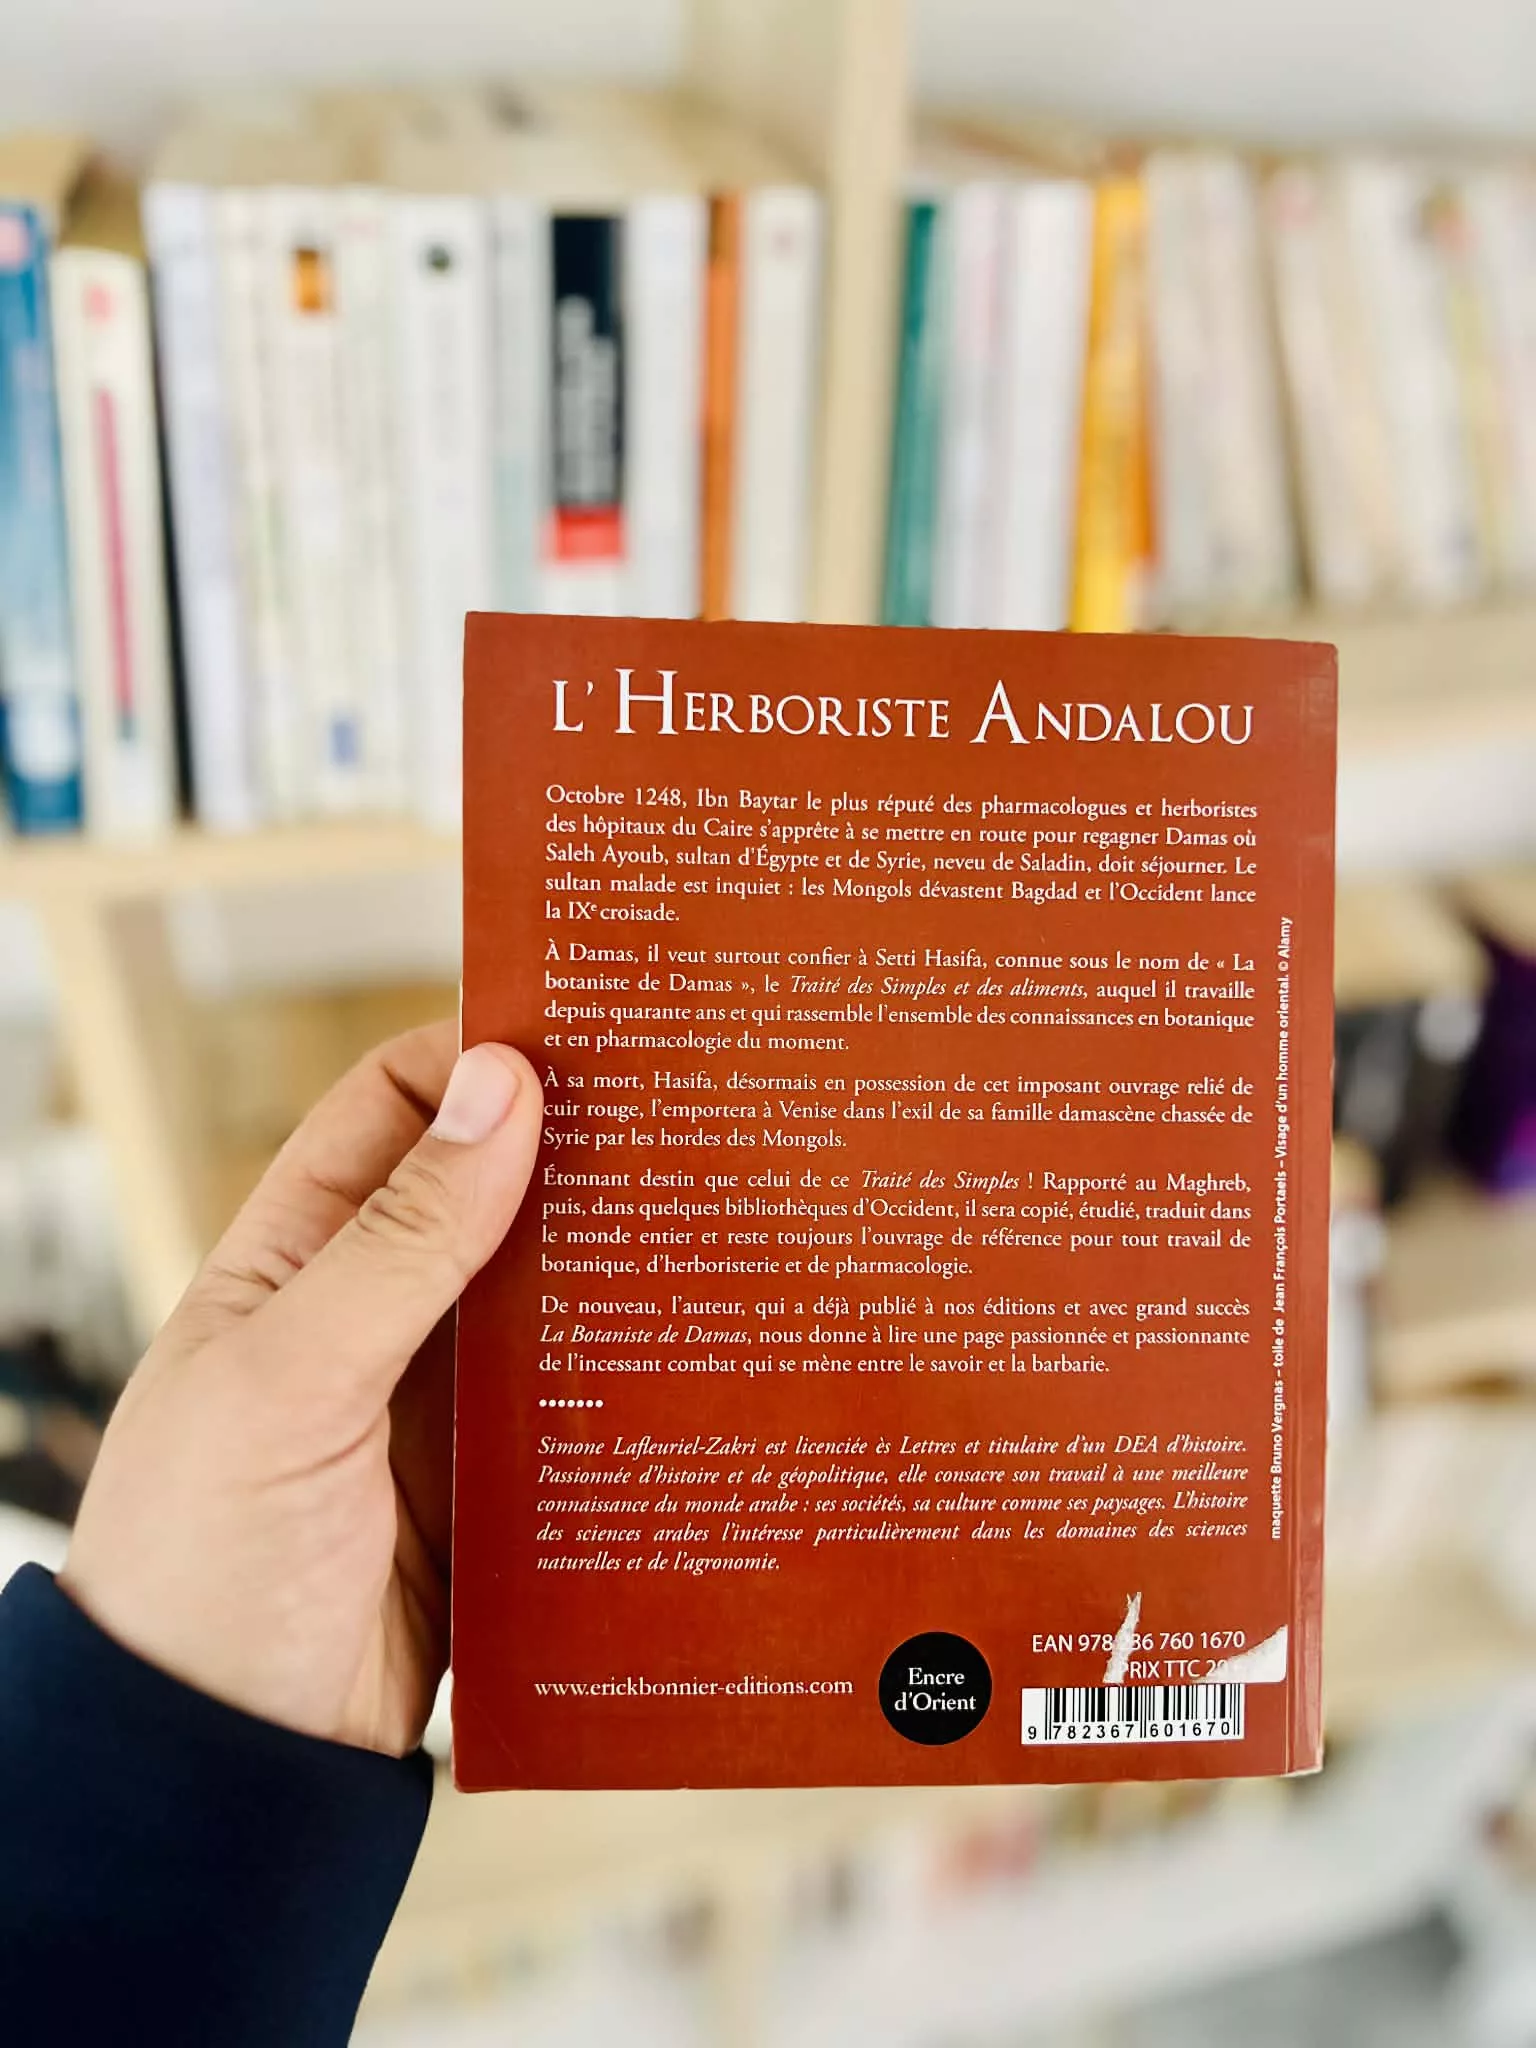 L' HERBORISTE ANDALOU
Octobre 1248, Ibn Baytar le plus réputé des pharmacologues et herboristes
des hôpitaux du Caire s'apprête à se mettre en route pour regagner Damas où
Saleh Ayoub, sultan d'Égypte et de Syrie, neveu de Saladin, doit séjourner. Le
sultan malade est inquiet : les Mongols dévastent Bagdad et l'Occident lance
la IXe croisade.
À Damas, il veut surtout confier à Setti Hasifa, connue sous le nom de « La
botaniste de Damas », le Traité des Simples et des aliments, auquel il travaille
depuis quarante ans et qui rassemble l'ensemble des connaissances en botanique
et en pharmacologie du moment.
À sa mort, Hasifa, désormais en possession de cet imposant ouvrage relié de
cuir rouge, l'emportera à Venise dans l'exil de sa famille damascène chassée de
Syrie par les hordes des Mongols.
Étonnant destin que celui de ce Traité des Simples ! Rapporté au Maghreb,
puis, dans quelques bibliothèques d'Occident, il sera copié, étudié, traduit dans
le monde entier et reste toujours l'ouvrage de référence pour tout travail de
botanique, d'herboristerie et de pharmacologie.
De nouveau, l'auteur, qui a déjà publié à nos éditions et avec grand succès
La Botaniste de Damas, nous donne à lire une page passionnée et passionnante
de l'incessant combat qui se mène entre le savoir et la barbarie.
•••••••
Simone Lafleuriel-Zakri est licenciée ès Lettres et titulaire d'un DEA d'histoire.
Passionnée d'histoire et de géopolitique, elle consacre son travail à une meilleure
connaissance du monde arabe : ses sociétés, sa culture comme ses paysages. L'histoire
des sciences arabes l'intéresse particulièrement dans les domaines des sciences
naturelles et de l'agronomie.
maquette Bruno Vergnas – toile de Jean François Portaels – Visage d'un homme oriental. © Alamy
www.erickbonnier-editions.com
Encre
d'Orient
EAN 978 236 760 1670
PRIX TTC 20
9 782367 601670